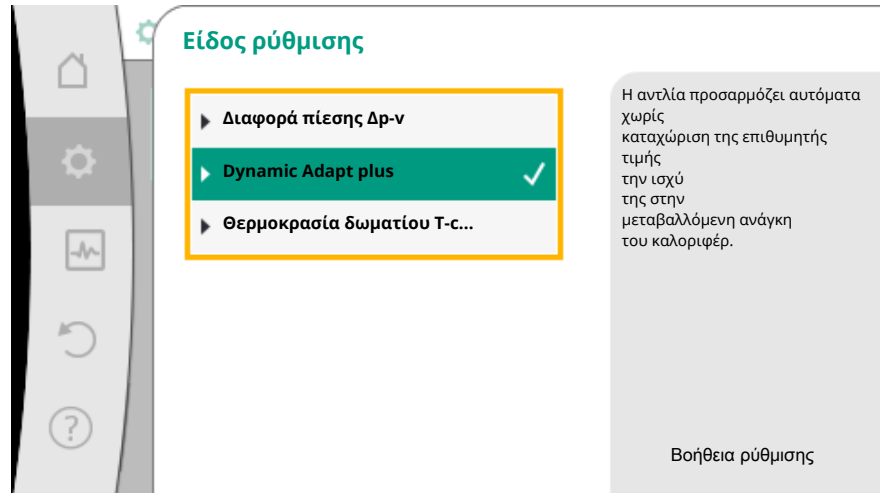 Είδος ρύθμισης
Διαφορά πίεσης Δp-v
Dynamic Adapt plus
Θερμοκρασία δωματίου T-c...
Η αντλία προσαρμόζει αυτόματα
χωρίς
καταχώριση της επιθυμητής
τιμής
την ισχύ
της στην
μεταβαλλόμενη ανάγκη
του καλοριφέρ.
Βοήθεια ρύθμισης
?